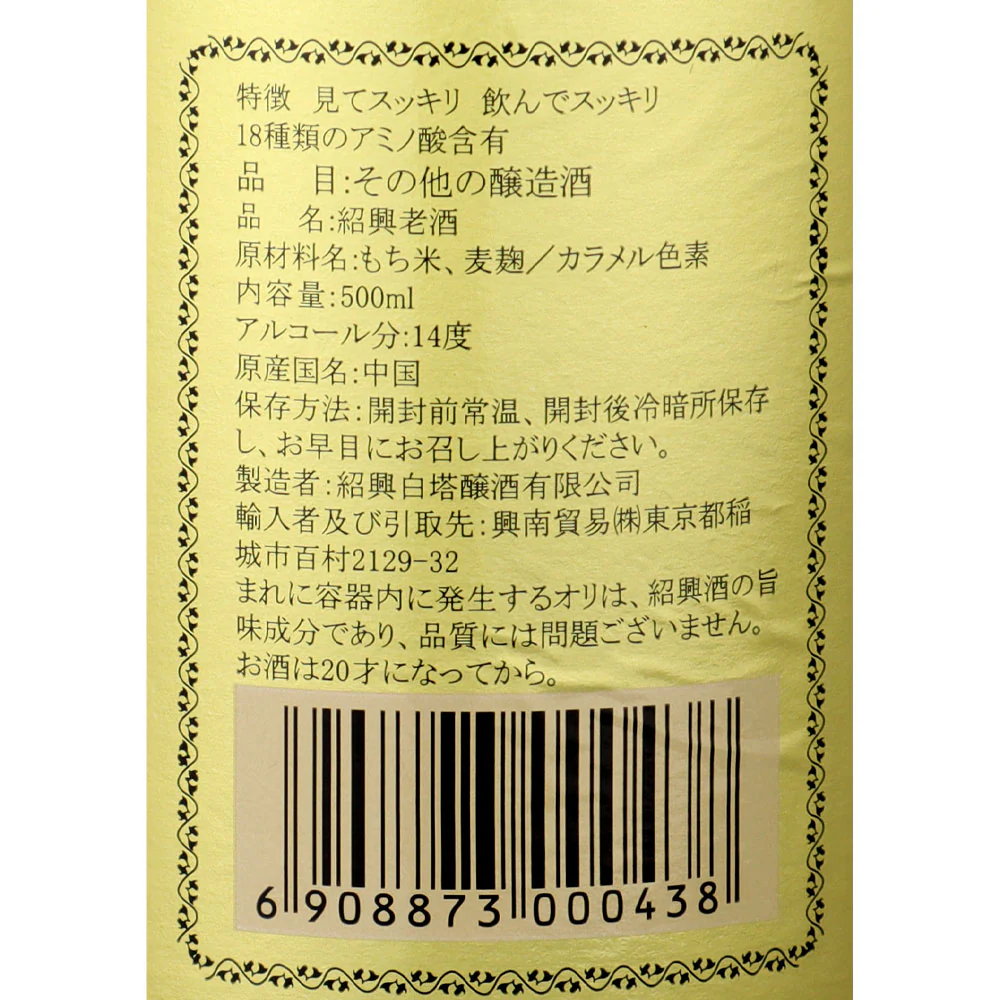 特徴 見てスッキリ 飲んでスッキリ
18種類のアミノ酸含有
品 目:その他の醸造酒
品 名:紹興老酒
原材料名:もち米、麦麹／カラメル色素
内容量:500ml
アルコール分:14度
原産国名:中国
保存方法:開封前常温、開封後冷暗所保存
し、お早目にお召し上がりください。
製造者:紹興白塔醸酒有限公司
輸入者及び引取先:興南貿易㈱東京都稲
城市百村2129-32
まれに容器内に発生するオリは、紹興酒の旨
味成分であり、品質には問題ございません。
お酒は20才になってから。
6 908873 000438